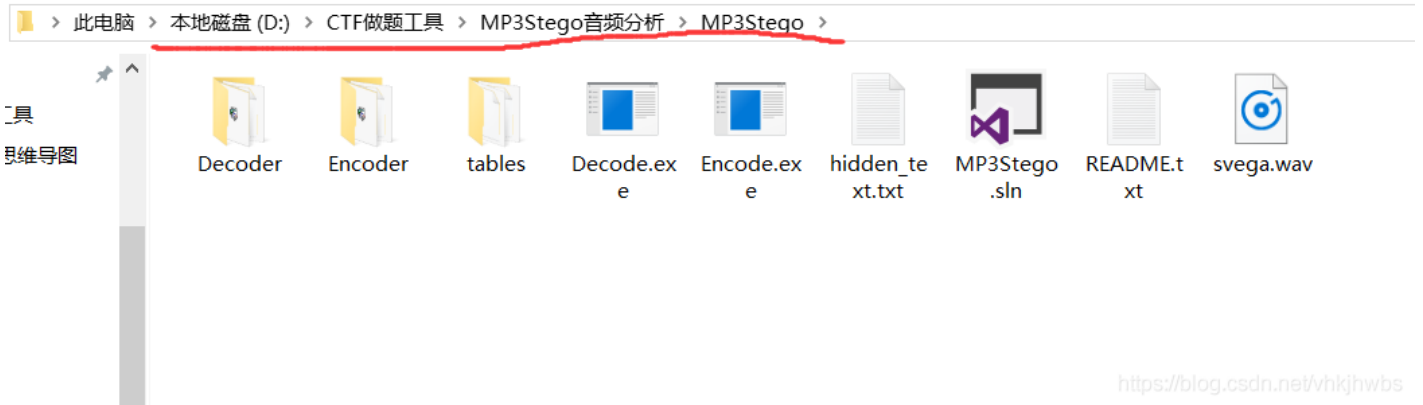 此电脑 > 本地磁盘 (D:) > CTF做题工具 > MP3Stego音频分析 > MP3Stego >
工具
思维导图
Decoder
Encoder
tables
Decode.ex
e
Encode.ex
e
hidden_te
xt.txt
MP3Stego
.sln
README.t
xt
svega.wav
https://blog.csdn.net/vhkjhwbs